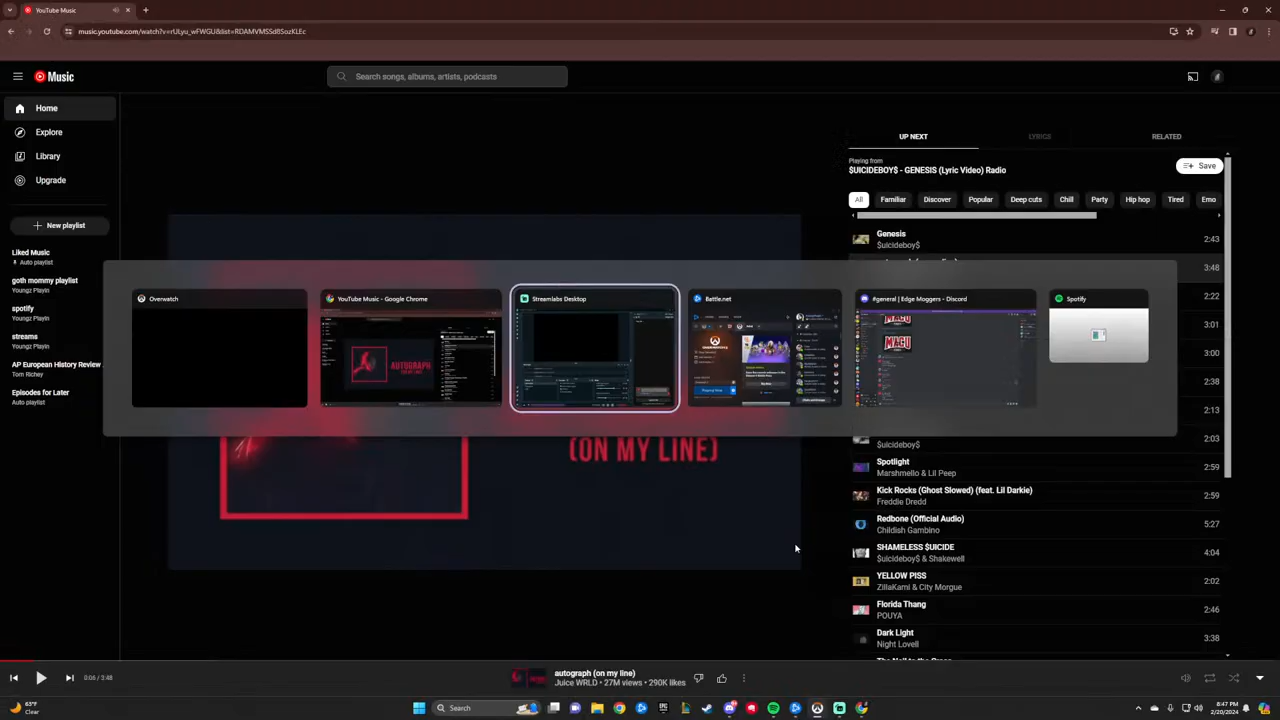 YouTube Music
music.youtube.com/watch?v=rULyu_wFWGU&list=RDAMVMSSd8SozKLEc
Music
Search songs, albums, artists, podcasts
Home
Explore
Library
Upgrade
New playlist
Liked Music
Auto playlist
goth mommy playlist
Youngz Playin
spotify
Youngz Playin
streams
Youngz Playin
AP European History Review
Tom Richey
Episodes for Later
Auto playlist
UP NEXT
LYRICS
RELATED
Playing from
$UICIDEBOY$ - GENESIS (Lyric Video) Radio
Save
All
Familiar
Discover
Popular
Deep cuts
Chill
Party
Hip hop
Tired
Emo
Genesis
$uicideboy$
2:43
3:48
2:22
3:01
3:00
2:38
2:13
2:03
$uicideboy$
Overwatch
YouTube Music - Google Chrome
Streamlabs Desktop
Battle.net
#general | Edge Moggers - Discord
Spotify
AUTOGRAPH
MAGU
MAGU
(ON MY LINE)
Spotlight
Marshmello & Lil Peep
2:59
Kick Rocks (Ghost Slowed) (feat. Lil Darkie)
Freddie Dredd
2:59
Redbone (Official Audio)
Childish Gambino
5:27
SHAMELESS $UICIDE
$uicideboy$ & Shakewell
4:04
YELLOW PISS
ZillaKami & City Morgue
2:02
Florida Thang
POUYA
2:46
Dark Light
Night Lovell
3:38
0:06 / 3:48
autograph (on my line)
Juice WRLD • 27M views • 290K likes
63°F
Clear
Search
8:47 PM
2/20/2024